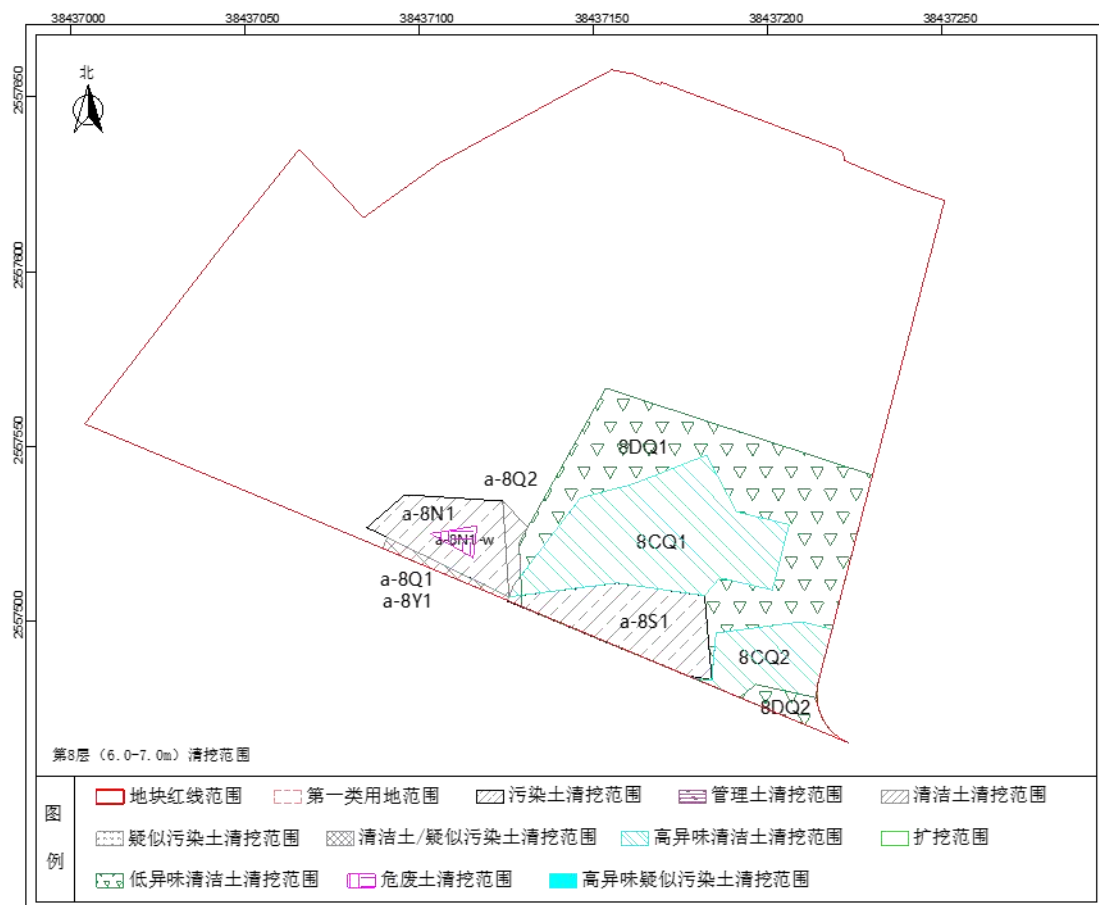 38437000 38437050 38437100 38437150 38437200 38437250
北
2557650
2557600
2557550
2557500
8DQ1
a-8Q2
a-8N1
a-8N1-w
8CQ1
a-8Q1
a-8Y1
a-8S1
8CQ2
8DQ2
第8层（6.0-7.0m）清挖范围
图例
地块红线范围 第一类用地范围 污染土清挖范围 管理土清挖范围 清洁土清挖范围
疑似污染土清挖范围 清洁土/疑似污染土清挖范围 高异味清洁土清挖范围 扩挖范围
低异味清洁土清挖范围 危废土清挖范围 高异味疑似污染土清挖范围